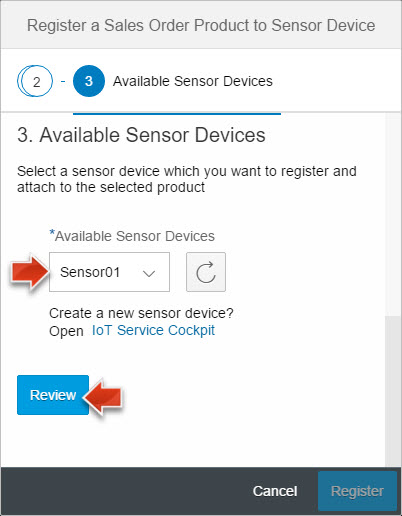 Register a Sales Order Product to Sensor Device
2 - 3 Available Sensor Devices
3. Available Sensor Devices
Select a sensor device which you want to register and
attach to the selected product
*Available Sensor Devices
Sensor01
Create a new sensor device?
Open IoT Service Cockpit
Review
Cancel Register